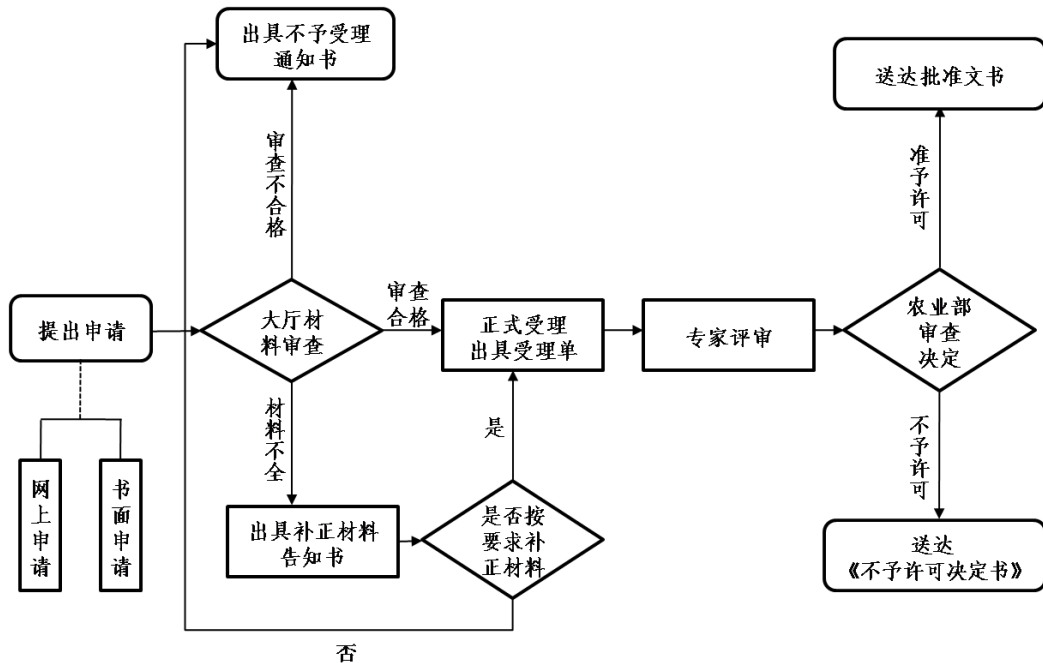 出具不予受理
通知书
送达批准文书
审查不合格
准予许可
提出申请
大厅材
料审查
审查
合格
正式受理
出具受理单
专家评审
农业部
审查
决定
材料不全
是
不予许可
网上申请
书面申请
出具补正材料
告知书
是否按
要求补
正材料
送达
《不予许可决定书》
否